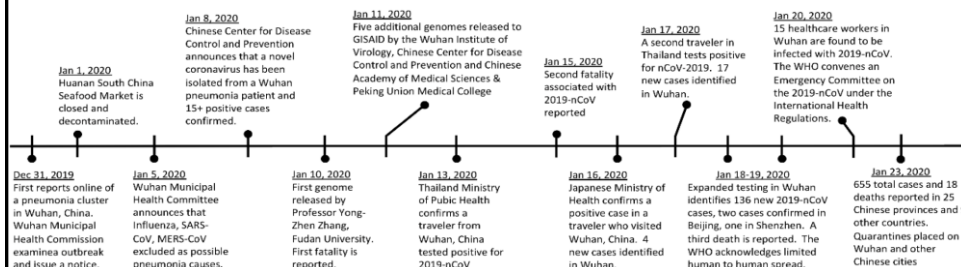 Jan 1, 2020
Huanan South China
Seafood Market is
closed and
decontaminated.
Jan 8, 2020
Chinese Center for Disease
Control and Prevention
announces that a novel
coronavirus has been
isolated from a Wuhan
pneumonia patient and
15+ positive cases
confirmed.
Jan 11, 2020
Five additional genomes released to
GISAID by the Wuhan Institute of
Virology, Chinese Center for Disease
Control and Prevention and Chinese
Academy of Medical Sciences &
Peking Union Medical College
Jan 15, 2020
Second fatality
associated with
2019-nCoV
reported
Jan 17, 2020
A second traveler in
Thailand tests positive
for nCoV-2019. 17
new cases identified
in Wuhan.
Jan 20, 2020
15 healthcare workers in
Wuhan are found to be
infected with 2019-nCoV.
The WHO convenes an
Emergency Committee on
the 2019-nCoV under the
International Health
Regulations.
Dec 31, 2019
First reports online of
a pneumonia cluster
in Wuhan, China.
Wuhan Municipal
Health Commission
examinea outbreak
and issue a notice.
Jan 5, 2020
Wuhan Municipal
Health Committee
announces that
Influenza, SARS-
CoV, MERS-CoV
excluded as possible
pneumonia causes.
Jan 10, 2020
First genome
released by
Professor Yong-
Zhen Zhang,
Fudan University.
First fatality is
reported.
Jan 13, 2020
Thailand Ministry
of Pubic Health
confirms a
traveler from
Wuhan, China
tested positive for
2019-nCoV
Jan 16, 2020
Japanese Ministry of
Health confirms a
positive case in a
traveler who visited
Wuhan, China. 4
new cases identified
in Wuhan.
Jan 18-19, 2020
Expanded testing in Wuhan
identifies 136 new 2019-nCoV
cases, two cases confirmed in
Beijing, one in Shenzhen. A
third death is reported. The
WHO acknowledges limited
human to human spread.
Jan 23, 2020
655 total cases and 18
deaths reported in 25
Chinese provinces and
other countries.
Quarantines placed on
Wuhan and other
Chinese cities